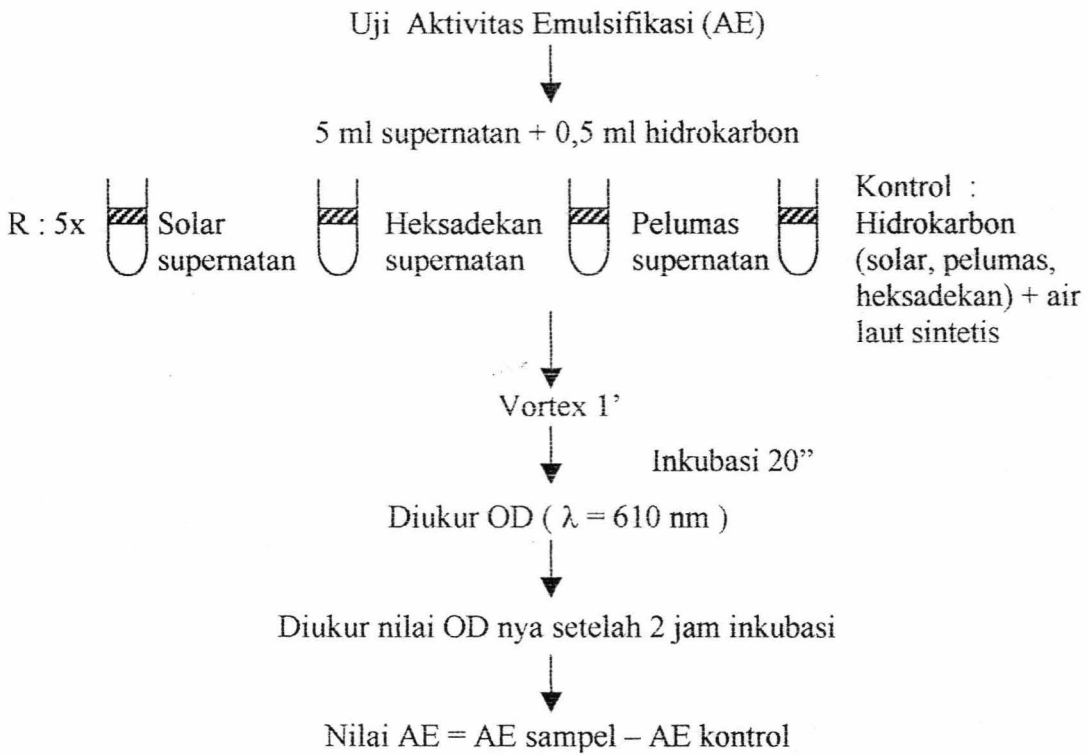 Uji Aktivitas Emulsifikasi (AE)
5 ml supernatan + 0,5 ml hidrokarbon
R : 5x
Solar
supernatan
Heksadekan
supernatan
Pelumas
supernatan
Kontrol :
Hidrokarbon
(solar, pelumas,
heksadekan) + air
laut sintetis
Vortex 1’
Inkubasi 20”
Diukur OD ( λ = 610 nm )
Diukur nilai OD nya setelah 2 jam inkubasi
Nilai AE = AE sampel – AE kontrol